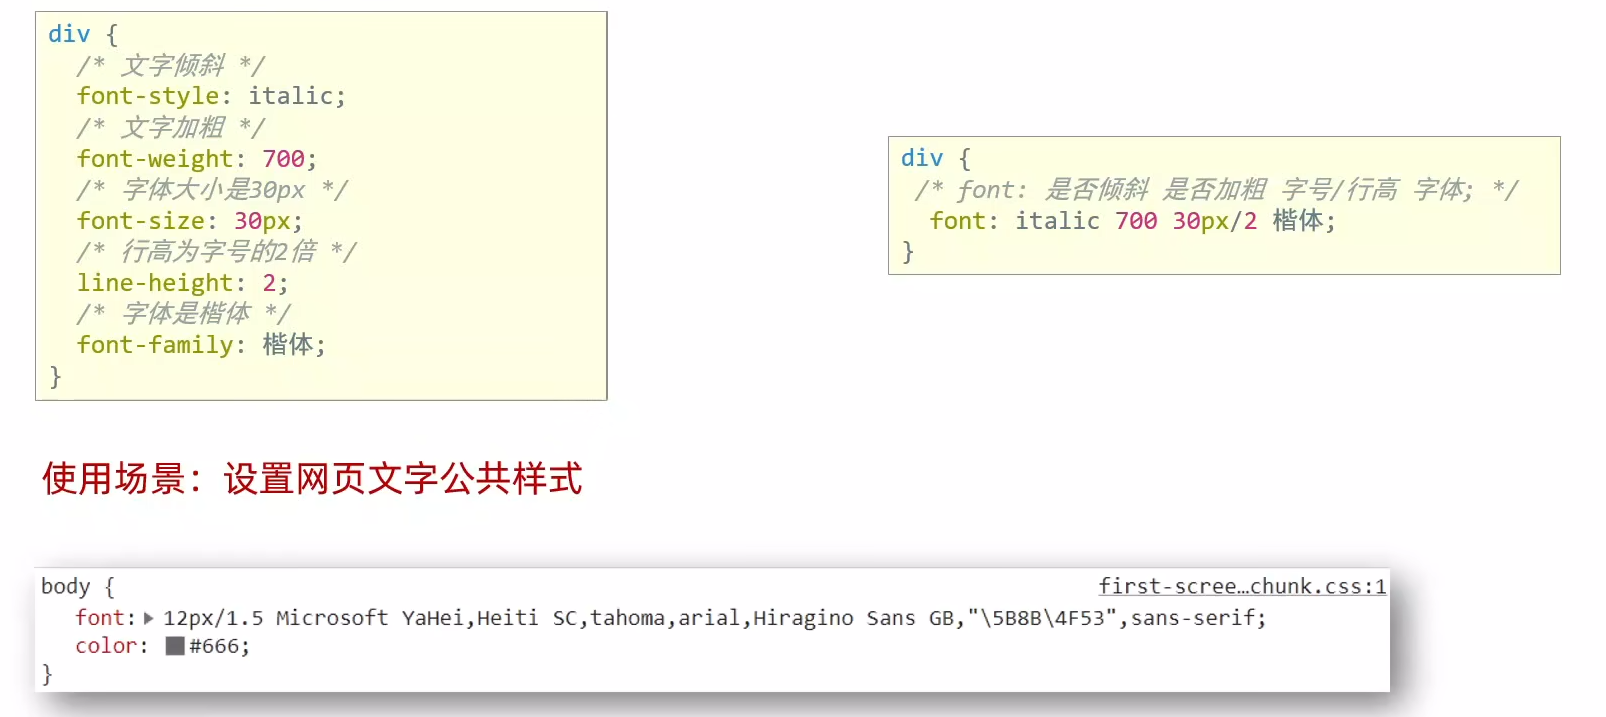 div {
/* 文字倾斜 */
font-style: italic;
/* 文字加粗 */
font-weight: 700;
/* 字体大小是30px */
font-size: 30px;
/* 行高为字号的2倍 */
line-height: 2;
/* 字体是楷体 */
font-family: 楷体;
}
div {
/* font: 是否倾斜 是否加粗 字号/行高 字体; */
font: italic 700 30px/2 楷体;
}
使用场景：设置网页文字公共样式
body {
first-scree…chunk.css:1
font: 12px/1.5 Microsoft YaHei,Heiti SC,tahoma,arial,Hiragino Sans GB,"\5B8B\4F53",sans-serif;
color: #666;
}